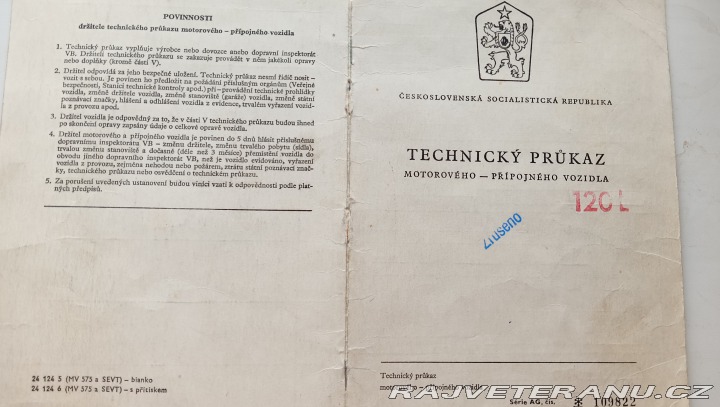 POVINNOSTI
držitele technického průkazu motorového – přípojného vozidla
1. Technický průkaz vyplňuje výrobce nebo dovozce anebo dopravní inspektorát
VB. Držiteli technického průkazu se zakazuje provádět v něm jakékoli opravy
nebo doplňky (kromě části V).
2. Držitel odpovídá za jeho bezpečné uložení. Technický průkaz nesmí řidič nosit –
vozit s sebou. Je povinen ho předložit na požádání příslušným orgánům (Veřejné
bezpečnosti, Stanici technické kontroly apod.) při – provádění technické prohlídky
vozidla, změně držitele, změně stanoviště (garáže) vozidla, změně státní
poznávací značky, hlášení a odhlášení vozidla z evidence, trvalém vyřazení vozid-
la z provozu apod.
3. Držitel vozidla je odpovědný za to, že v části V technického průkazu budou ihned
po skončení opravy zapsány údaje o celkové opravě vozidla.
4. Držitel motorového a přípojného vozidla je povinen do 5 dnů hlásit příslušnému
dopravnímu inspektorátu VB – změnu držitele, změnu trvalého pobytu (sídla),
trvalou změnu stanoviště a dočasné (déle než 3 měsíce) přemístění vozidla do
obvodu jiného dopravního inspektorátu VB, než je vozidlo evidováno, vyřazení
vozidla z provozu, zejména nehodou nebo požárem, ztrátu státní poznávací znač-
ky, technického průkazu nebo osvědčení o technickém průkazu.
5. Za porušení uvedených ustanovení budou viníci vzati k odpovědnosti podle plat-
ných předpisů.
24 124 5 (MV 575 a SEVT) – bianko
24 124 6 (MV 575 a SEVT) – s přítiskem
ČESKOSLOVENSKÁ SOCIALISTICKÁ REPUBLIKA
TECHNICKÝ PRŮKAZ
MOTOROVÉHO – PŘÍPOJNÉHO VOZIDLA
120 L
Zrušeno
Technický průkaz
motorového – přípojného vozidla
Série AG, čís. 109822
RAJVETERANU.CZ